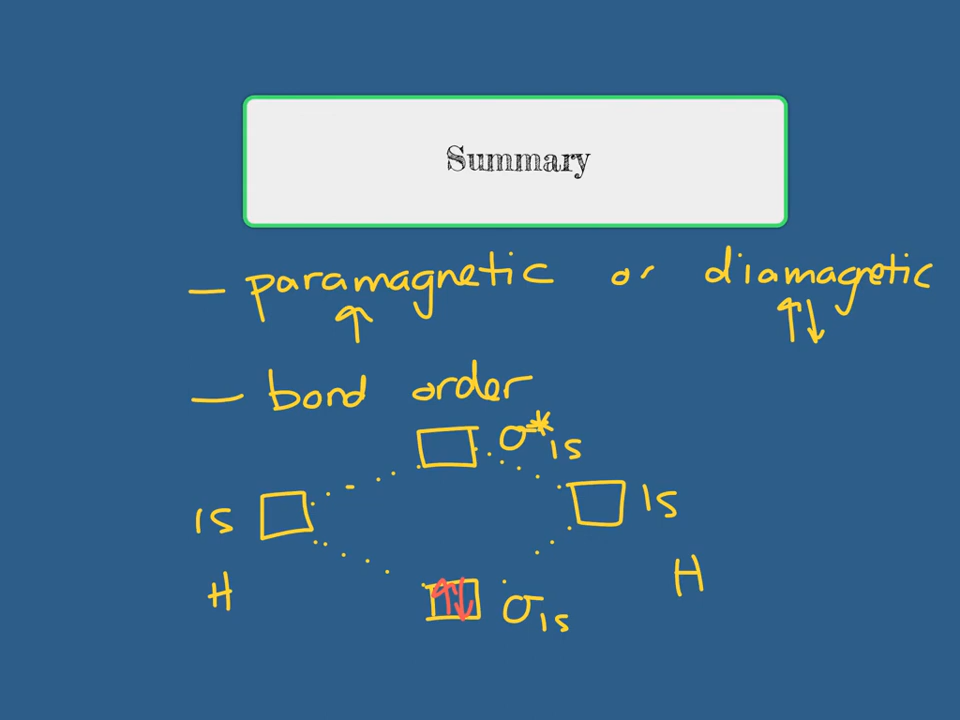 Summary
– paramagnetic or diamagnetic
↑ ↑↓
– bond order
σ*1s
1s 1s
H H
↑↓ σ1s